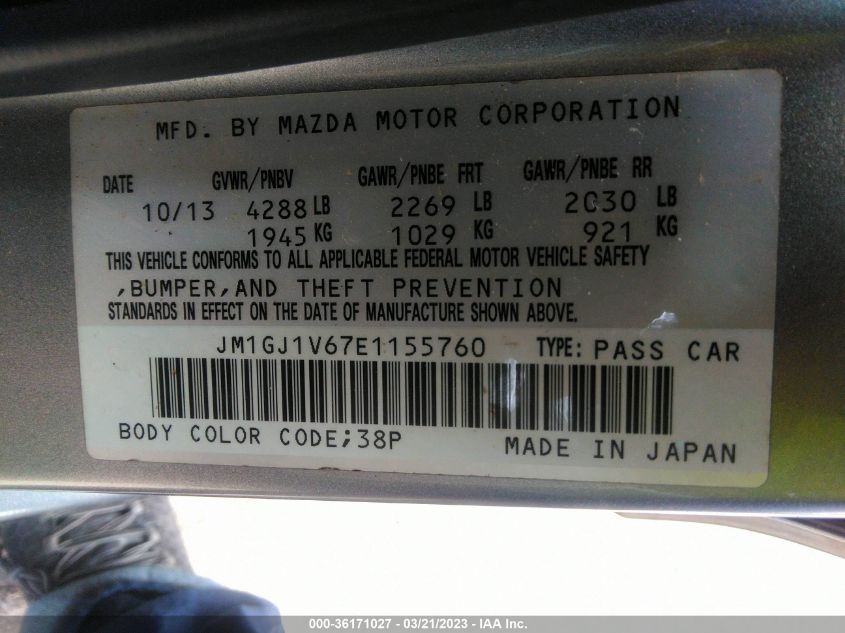 MFD. BY MAZDA MOTOR CORPORATION
DATE GVWR/PNBV GAWR/PNBE FRT GAWR/PNBE RR
10/13 4288 LB 2269 LB 2030 LB
1945 KG 1029 KG 921 KG
THIS VEHICLE CONFORMS TO ALL APPLICABLE FEDERAL MOTOR VEHICLE SAFETY
,BUMPER,AND THEFT PREVENTION
STANDARDS IN EFFECT ON THE DATE OF MANUFACTURE SHOWN ABOVE.
JM1GJ1V67E1155760 TYPE: PASS CAR
BODY COLOR CODE;38P MADE IN JAPAN
000-36171027 - 03/21/2023 - IAA Inc.